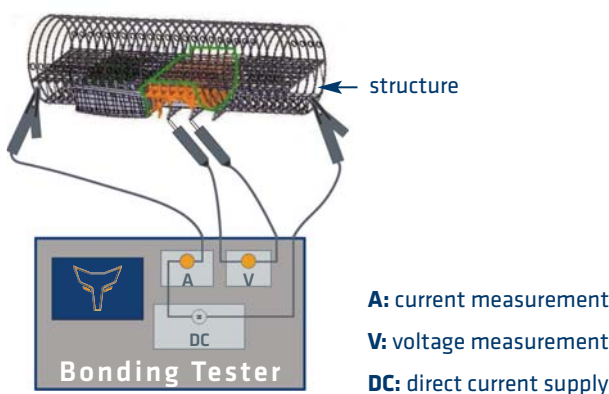 structure
A
V
DC
Bonding Tester
A: current measurement
V: voltage measurement
DC: direct current supply